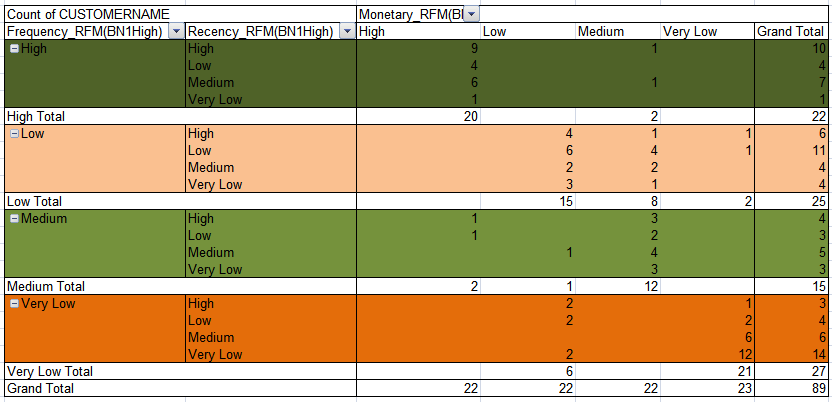 Count of CUSTOMERNAME Monetary_RFM(BI
Frequency_RFM(BN1High) Recency_RFM(BN1High) High Low Medium Very Low Grand Total
High High 9 1 10
Low 4 4
Medium 6 1 7
Very Low 1 1
High Total 20 2 22
Low High 4 1 1 6
Low 6 4 1 11
Medium 2 2 4
Very Low 3 1 4
Low Total 15 8 2 25
Medium High 1 3 4
Low 1 2 3
Medium 1 4 5
Very Low 3 3
Medium Total 2 1 12 15
Very Low High 2 1 3
Low 2 2 4
Medium 6 6
Very Low 2 12 14
Very Low Total 6 21 27
Grand Total 22 22 22 23 89